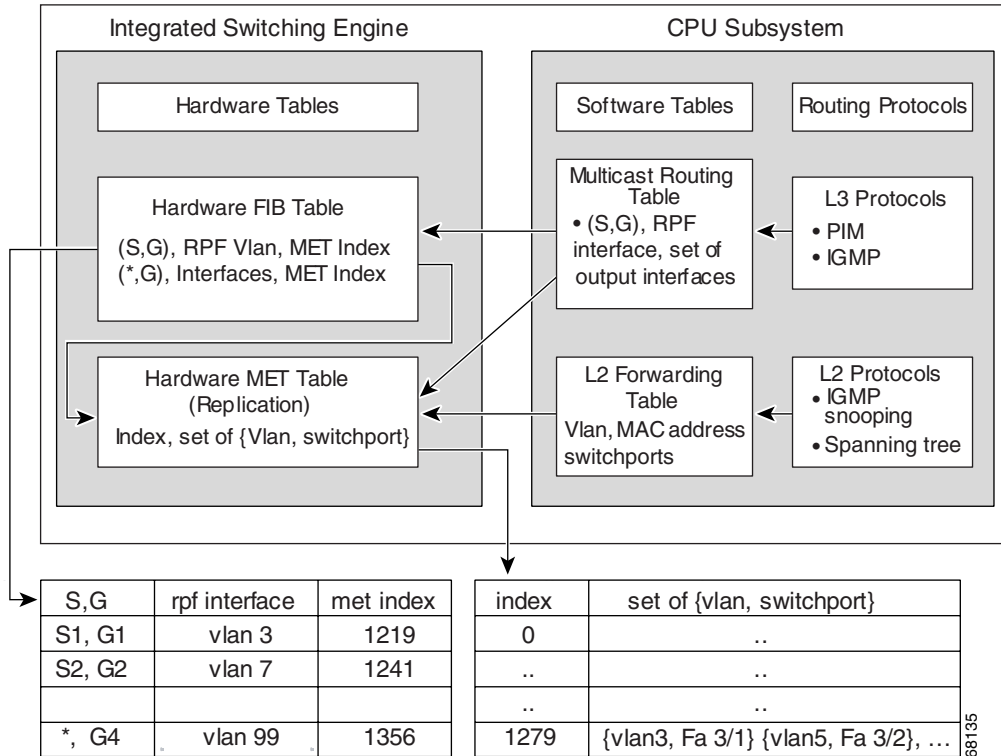 Integrated Switching Engine
CPU Subsystem
Hardware Tables
Software Tables
Routing Protocols
Hardware FIB Table
(S,G), RPF Vlan, MET Index
(*,G), Interfaces, MET Index
Multicast Routing
Table
• (S,G), RPF
interface, set of
output interfaces
L3 Protocols
• PIM
• IGMP
Hardware MET Table
(Replication)
Index, set of {Vlan, switchport}
L2 Forwarding
Table
Vlan, MAC address
switchports
L2 Protocols
• IGMP
snooping
• Spanning tree
S,G rpf interface met index
S1, G1 vlan 3 1219
S2, G2 vlan 7 1241
*, G4 vlan 99 1356
index set of {vlan, switchport}
0 ..
.. ..
.. ..
1279 {vlan3, Fa 3/1} {vlan5, Fa 3/2}, ...
68135